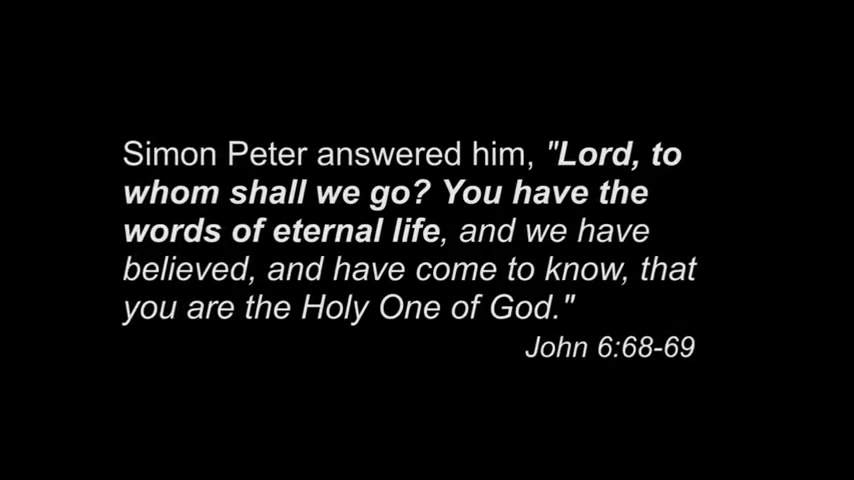 Simon Peter answered him, "Lord, to
whom shall we go? You have the
words of eternal life, and we have
believed, and have come to know, that
you are the Holy One of God."
John 6:68-69